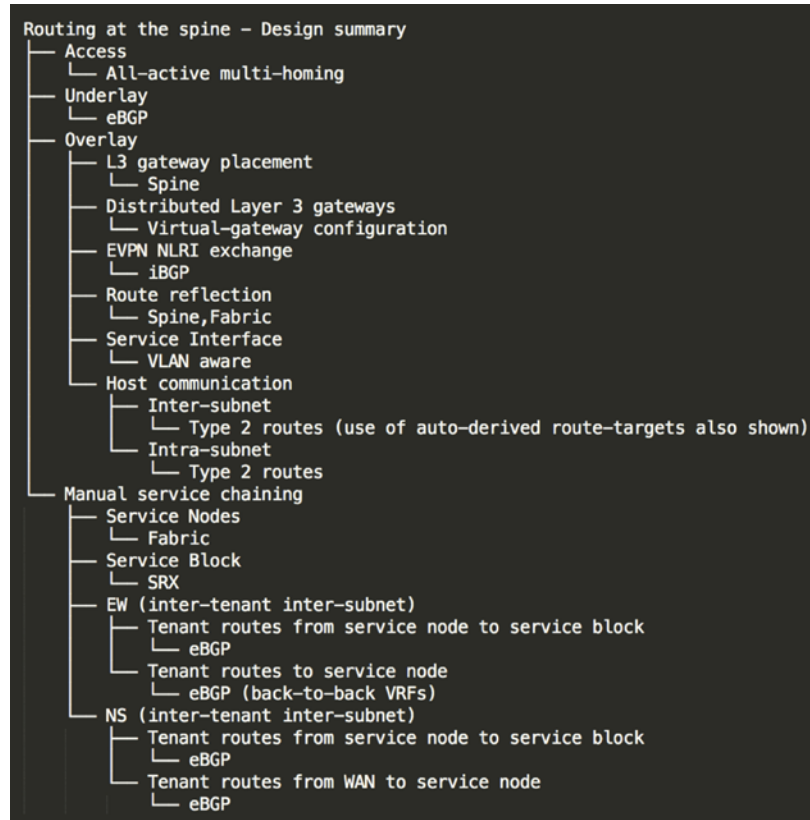 Routing at the spine – Design summary
├── Access
│   └── All-active multi-homing
├── Underlay
│   └── eBGP
├── Overlay
│   ├── L3 gateway placement
│   │   └── Spine
│   ├── Distributed Layer 3 gateways
│   │   └── Virtual-gateway configuration
│   ├── EVPN NLRI exchange
│   │   └── iBGP
│   ├── Route reflection
│   │   └── Spine,Fabric
│   ├── Service Interface
│   │   └── VLAN aware
│   └── Host communication
│       ├── Inter-subnet
│       │   └── Type 2 routes (use of auto-derived route-targets also shown)
│       └── Intra-subnet
│           └── Type 2 routes
└── Manual service chaining
    ├── Service Nodes
    │   └── Fabric
    ├── Service Block
    │   └── SRX
    ├── EW (inter-tenant inter-subnet)
    │   ├── Tenant routes from service node to service block
    │   │   └── eBGP
    │   └── Tenant routes to service node
    │       └── eBGP (back-to-back VRFs)
    └── NS (inter-tenant inter-subnet)
        ├── Tenant routes from service node to service block
        │   └── eBGP
        └── Tenant routes from WAN to service node
            └── eBGP